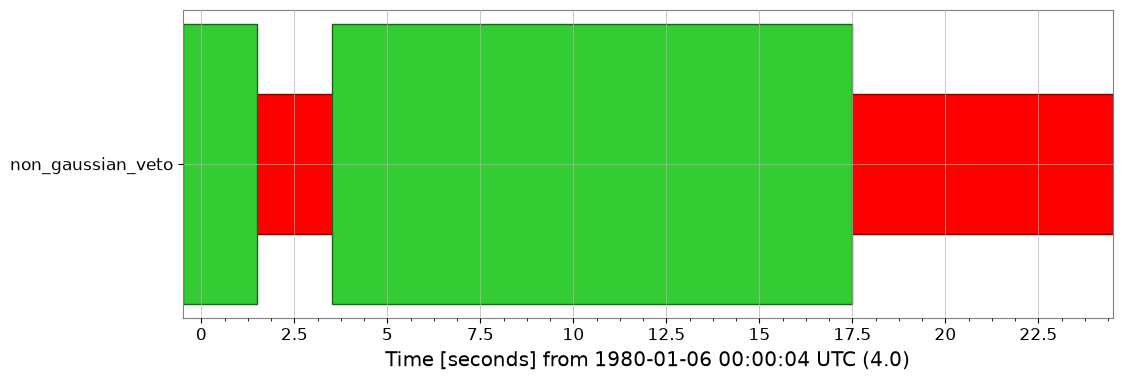 non_gaussian_veto
0 2.5 5 7.5 10 12.5 15 17.5 20 22.5
Time [seconds] from 1980-01-06 00:00:04 UTC (4.0)